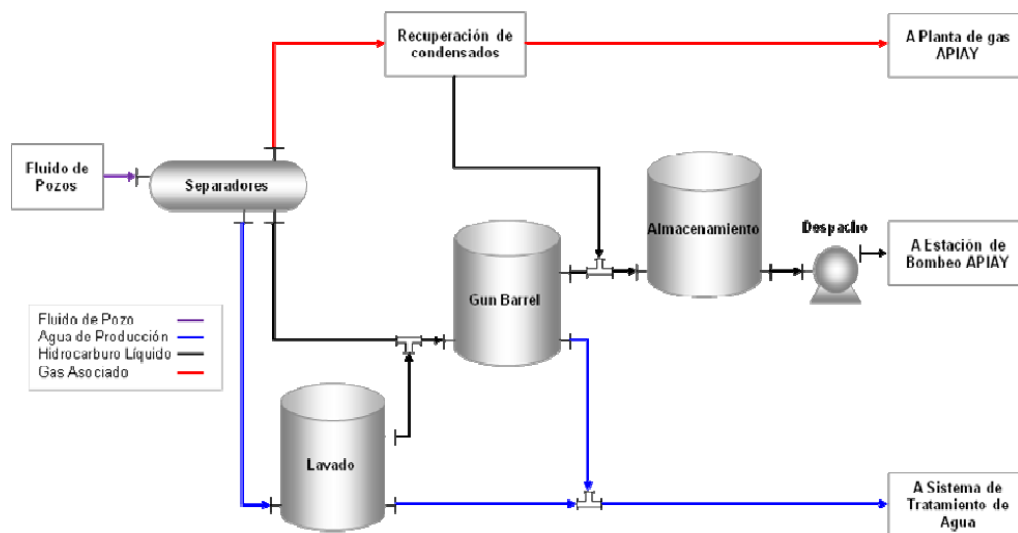 Recuperación de
condensados
A Planta de gas
APIAY
Fluido de
Pozos
Separadores
Almacenamiento
Despacho
A Estación de
Bombeo APIAY
Gun Barrel
Fluido de Pozo
Agua de Producción
Hidrocarburo Líquido
Gas Asociado
Lavado
A Sistema de
Tratamiento de
Agua